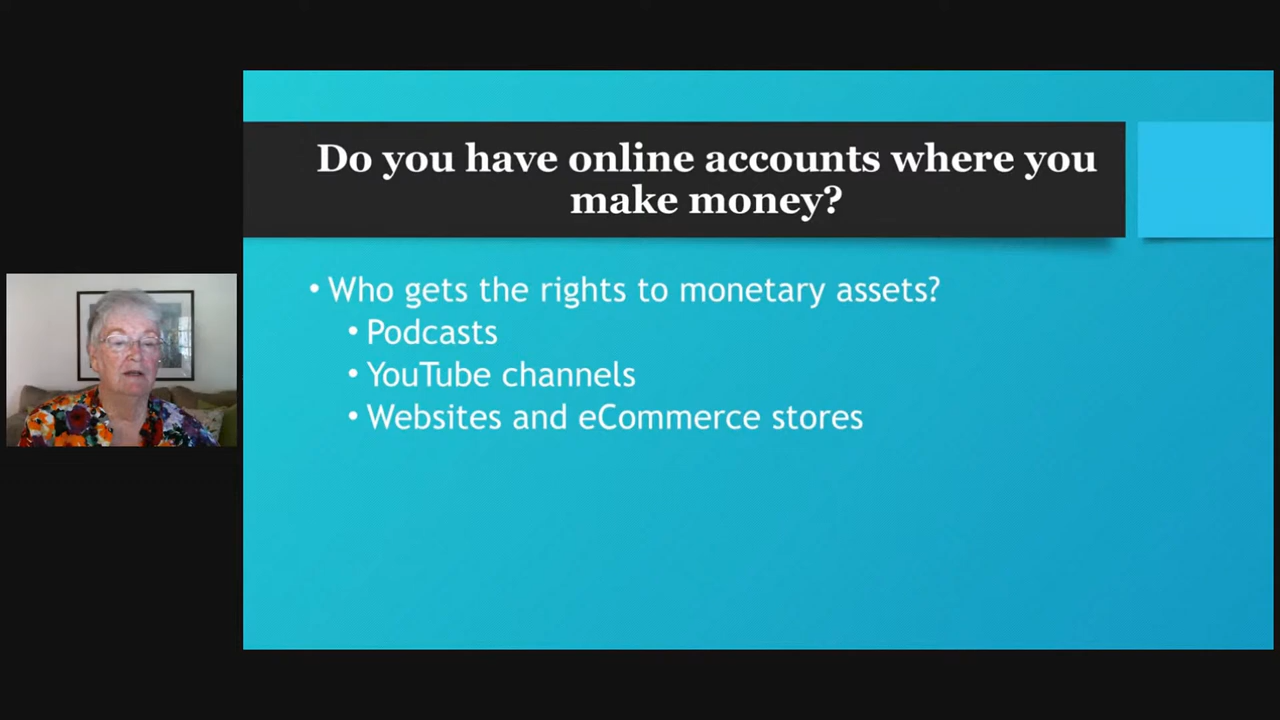 Do you have online accounts where you
make money?
• Who gets the rights to monetary assets?
• Podcasts
• YouTube channels
• Websites and eCommerce stores